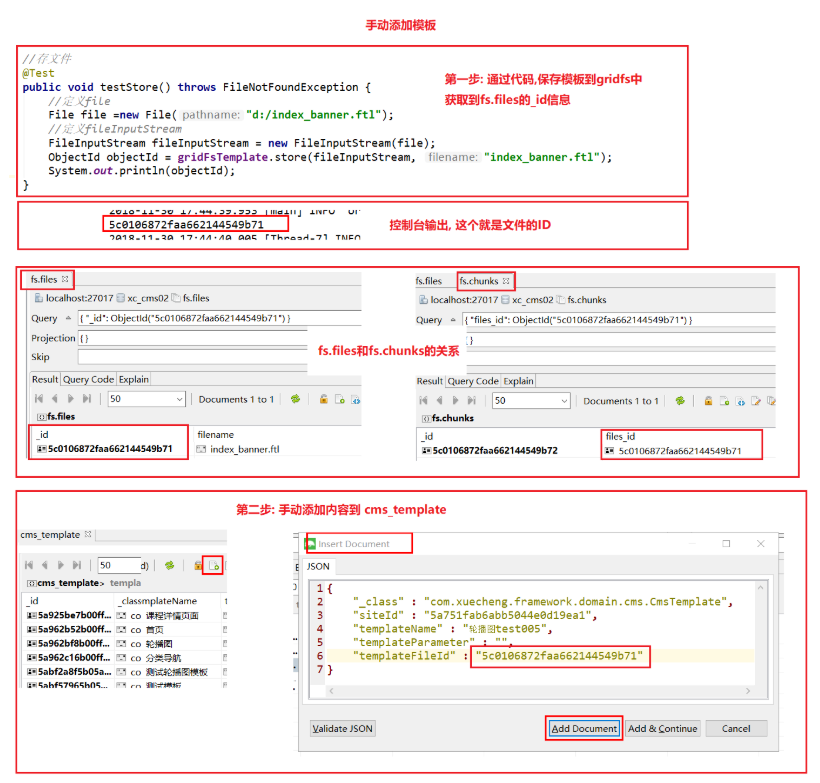 手动添加模板
//存文件
@Test
public void testStore() throws FileNotFoundException {
//定义file
File file =new File( pathname: "d:/index_banner.ftl");
//定义fileInputStream
FileInputStream fileInputStream = new FileInputStream(file);
ObjectId objectId = gridFsTemplate.store(fileInputStream, filename: "index_banner.ftl");
System.out.println(objectId);
}
第一步: 通过代码,保存模板到gridfs中
获取到fs.files的_id信息
2018-11-30 17:44:39.953 [main] INFO
5c0106872faa662144549b71
2018-11-30 17:44:40.005 [Thread-7] INFO
控制台输出, 这个就是文件的ID
fs.files
localhost:27017 xc_cms02 fs.files
Query { "_id": ObjectId("5c0106872faa662144549b71") }
Projection { }
Skip
Result Query Code Explain
50 Documents 1 to 1
fs.files
_id filename
5c0106872faa662144549b71 index_banner.ftl
fs.files和fs.chunks的关系
fs.files fs.chunks
localhost:27017 xc_cms02 fs.chunks
Query { "files_id": ObjectId("5c0106872faa662144549b71") }
}
Result Query Code Explain
50 Documents 1 to 1
fs.chunks
_id files_id
5c0106872faa662144549b72 5c0106872faa662144549b71
第二步: 手动添加内容到 cms_template
cms_template
50 d)
cms_template> templa
_id _classmplateName
5a925be7b00ff... co 课程详情页面
5a962b52b00ff... co 首页
5a962bf8b00ff... co 轮播图
5a962c16b00ff... co 分类导航
5abf2a8f5b05a... co 测试轮播图模板
5abf57965b05... co 测试模板
Insert Document
JSON
1 {
2 "_class" : "com.xuecheng.framework.domain.cms.CmsTemplate",
3 "siteId" : "5a751fab6abb5044e0d19ea1",
4 "templateName" : "轮播图test005",
5 "templateParameter" : "",
6 "templateFileId" : "5c0106872faa662144549b71"
7 }
Validate JSON Add Document Add & Continue Cancel